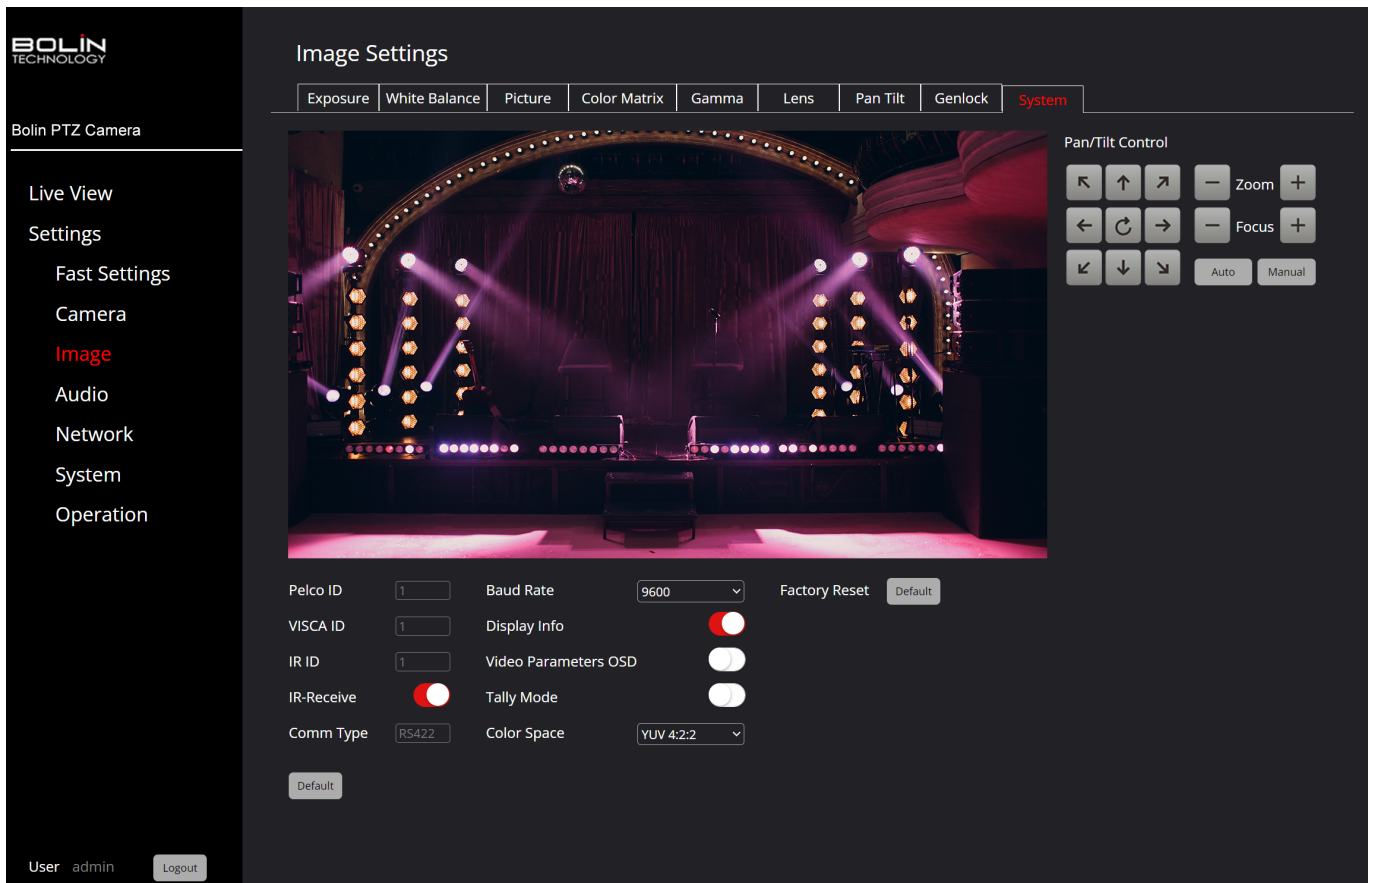 BOLIN
TECHNOLOGY
Bolin PTZ Camera
Live View
Settings
Fast Settings
Camera
Image
Audio
Network
System
Operation
User admin Logout
Image Settings
Exposure White Balance Picture Color Matrix Gamma Lens Pan Tilt Genlock System
Pan/Tilt Control
Zoom
Focus
Auto Manual
Pelco ID 1 Baud Rate 9600 Factory Reset Default
VISCA ID 1 Display Info
IR ID 1 Video Parameters OSD
IR-Receive Tally Mode
Comm Type RS422 Color Space YUV 4:2:2
Default